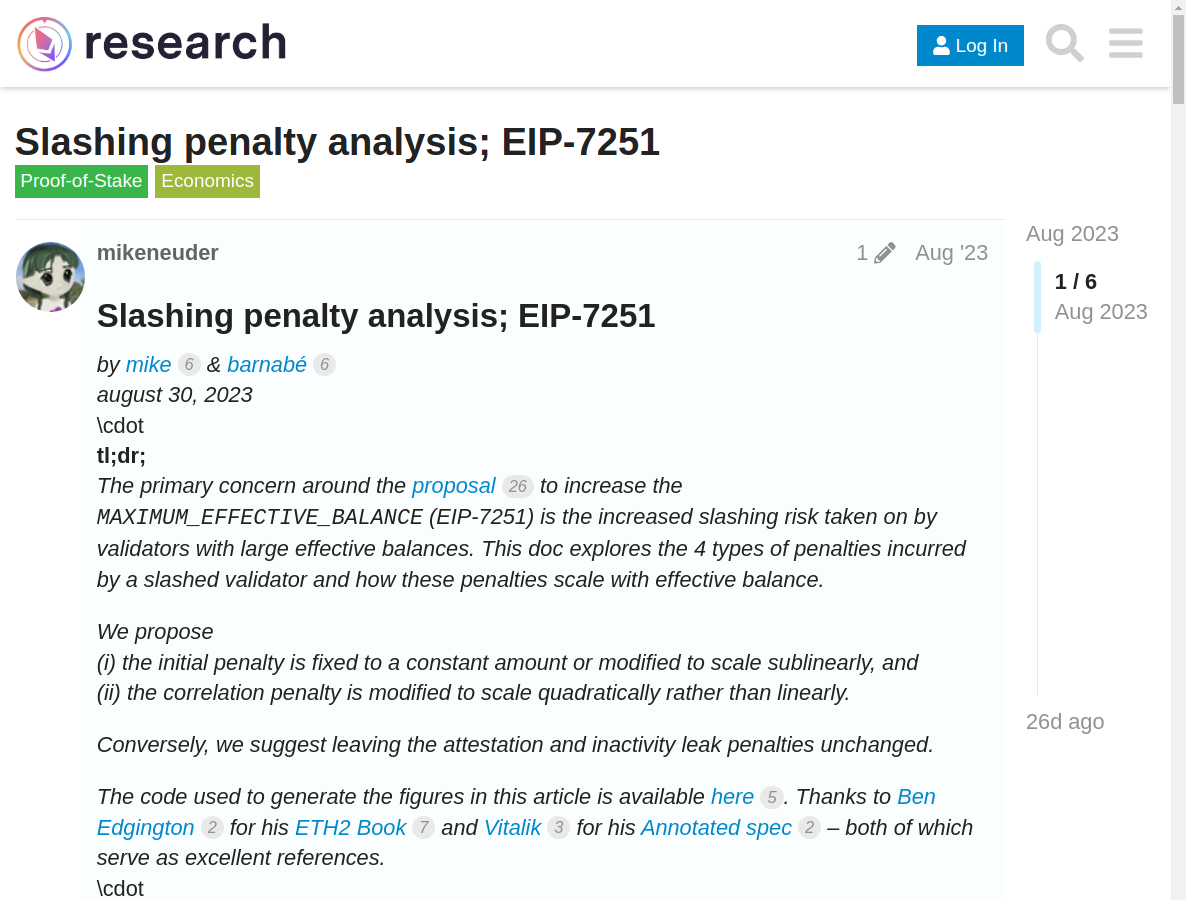 research
Log In
Slashing penalty analysis; EIP-7251
Proof-of-Stake Economics
mikeneuder 1 Aug '23
Slashing penalty analysis; EIP-7251
by mike 6 & barnabé 6
august 30, 2023
\cdot
tl;dr;
The primary concern around the proposal 26 to increase the
MAXIMUM_EFFECTIVE_BALANCE (EIP-7251) is the increased slashing risk taken on by
validators with large effective balances. This doc explores the 4 types of penalties incurred
by a slashed validator and how these penalties scale with effective balance.
We propose
(i) the initial penalty is fixed to a constant amount or modified to scale sublinearly, and
(ii) the correlation penalty is modified to scale quadratically rather than linearly.
Conversely, we suggest leaving the attestation and inactivity leak penalties unchanged.
The code used to generate the figures in this article is available here 5. Thanks to Ben
Edgington 2 for his ETH2 Book 7 and Vitalik 3 for his Annotated spec 2 – both of which
serve as excellent references.
\cdot
Aug 2023
1 / 6
Aug 2023
26d ago